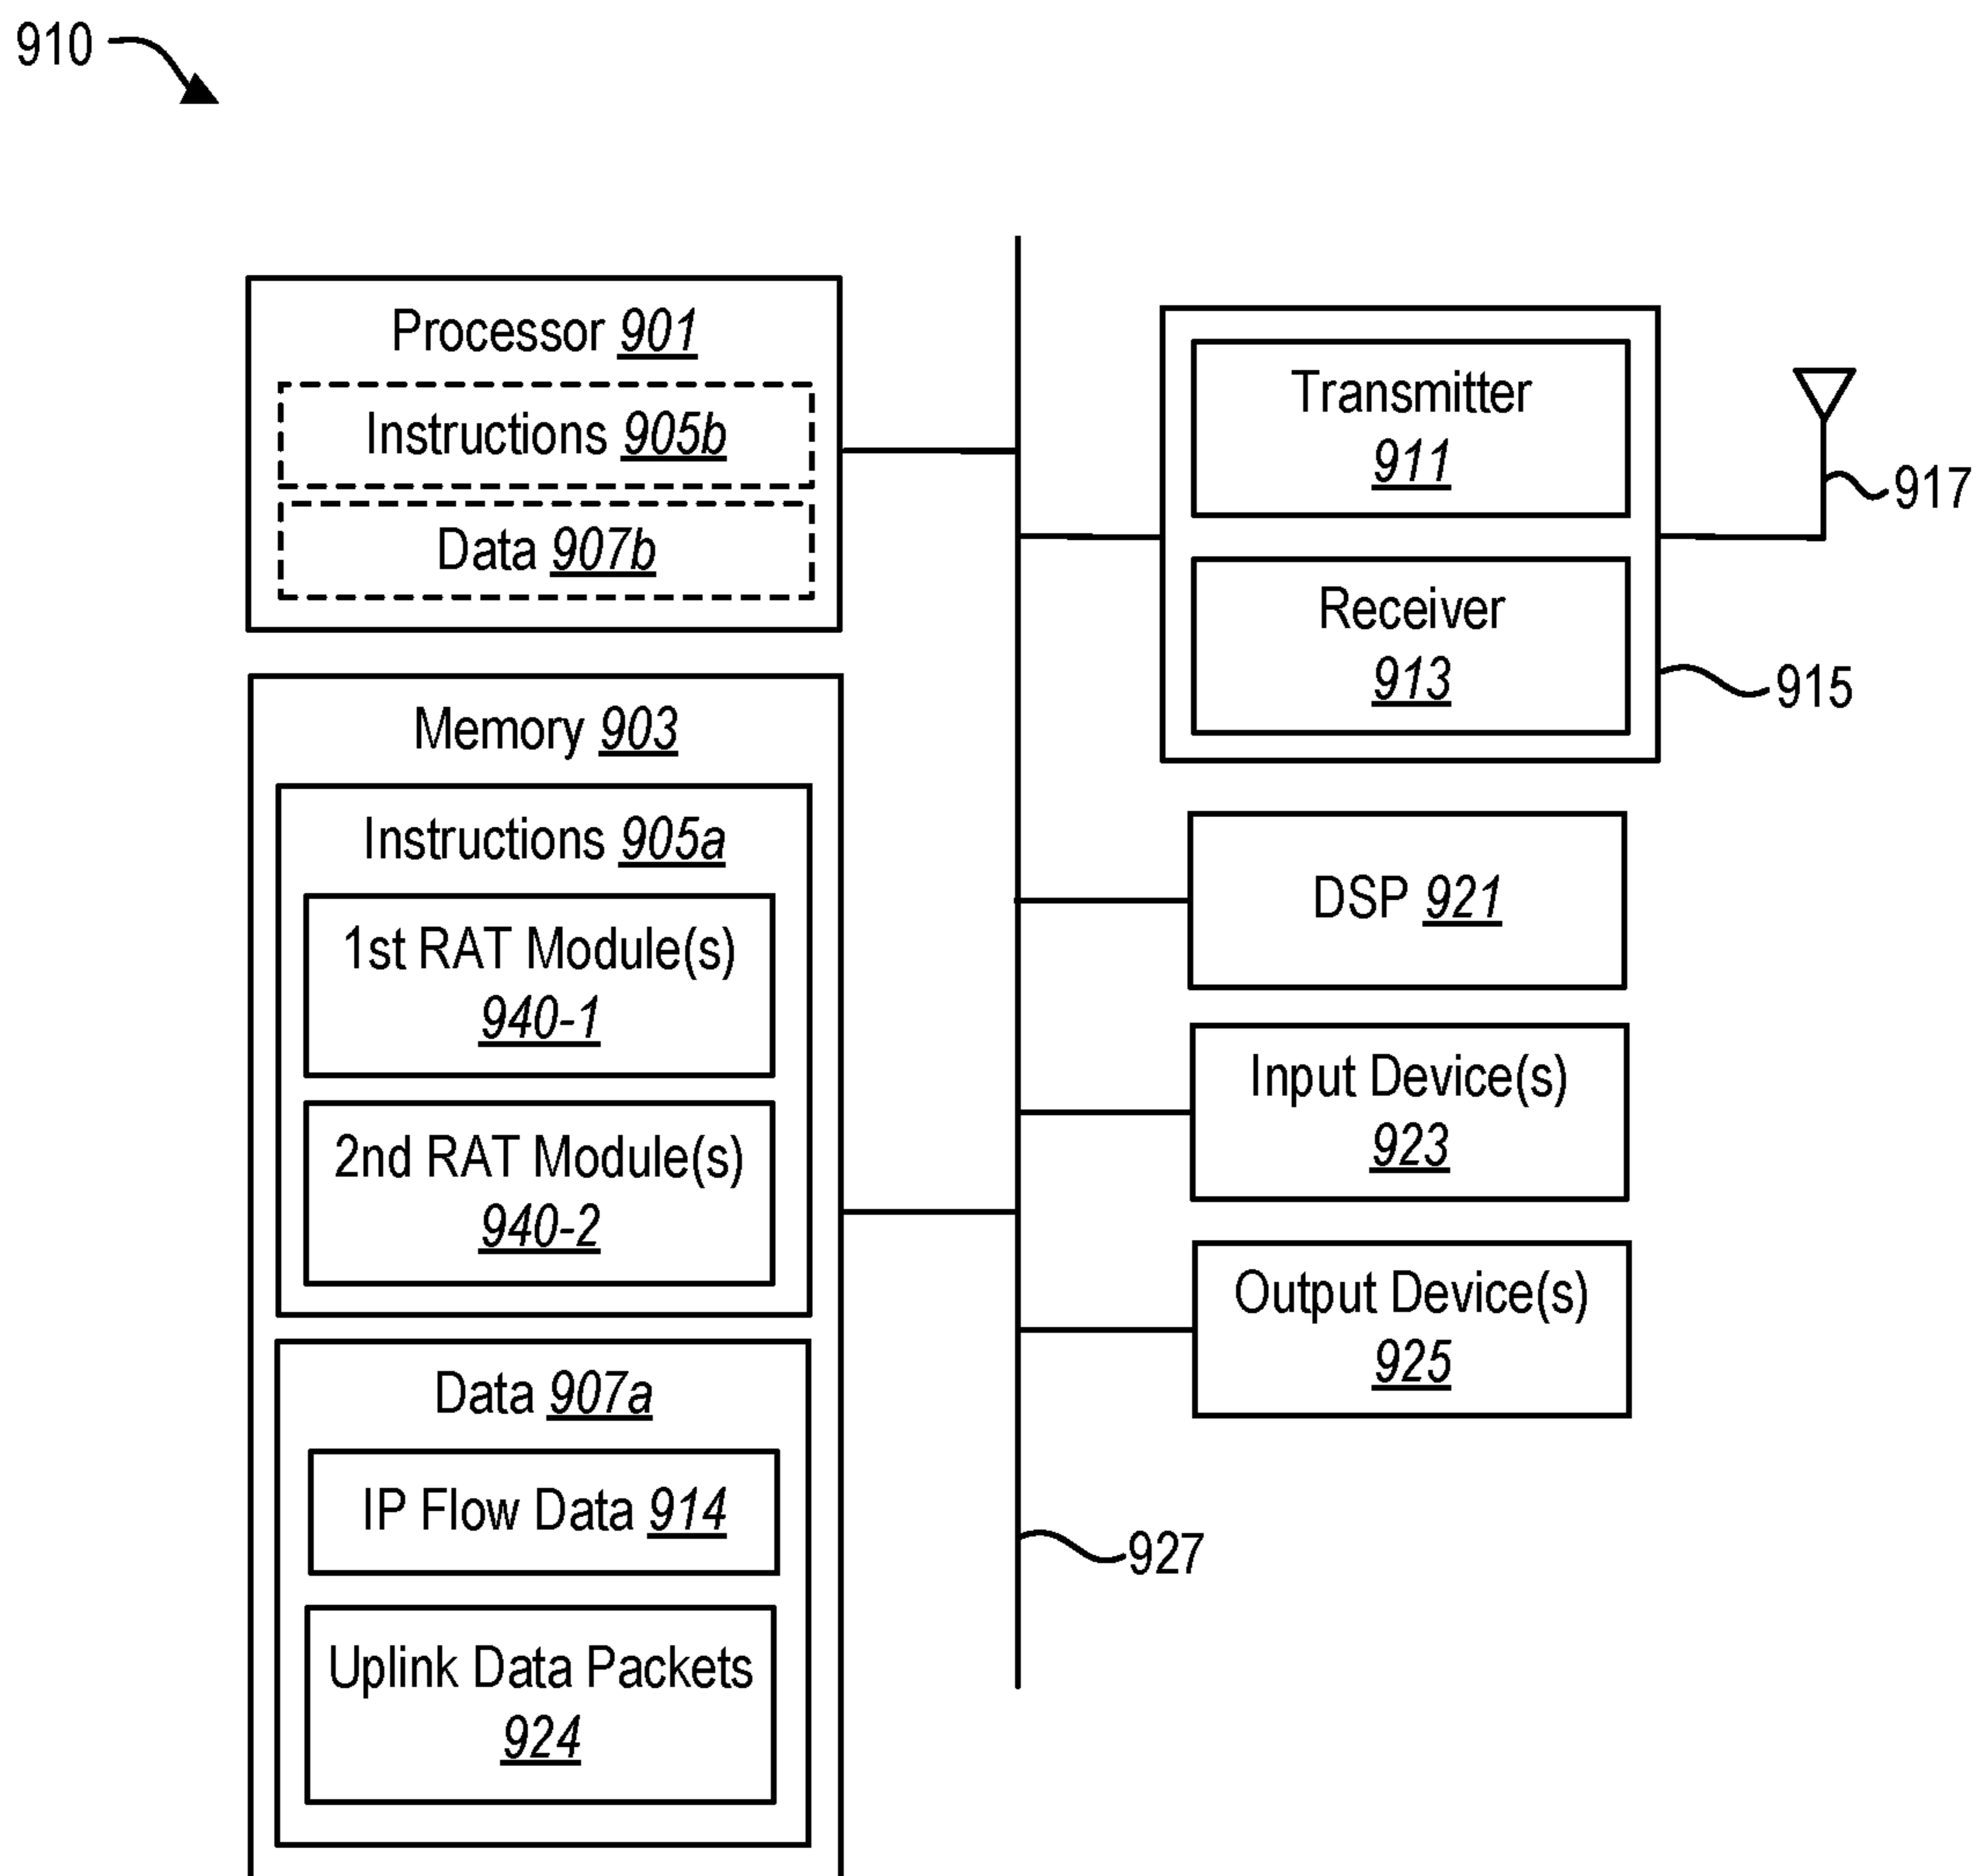 910
Processor 901
Instructions 905b
Data 907b
Memory 903
Instructions 905a
1st RAT Module(s)
940-1
2nd RAT Module(s)
940-2
Data 907a
IP Flow Data 914
Uplink Data Packets
924
Transmitter
911
Receiver
913
917
915
DSP 921
Input Device(s)
923
Output Device(s)
925
927